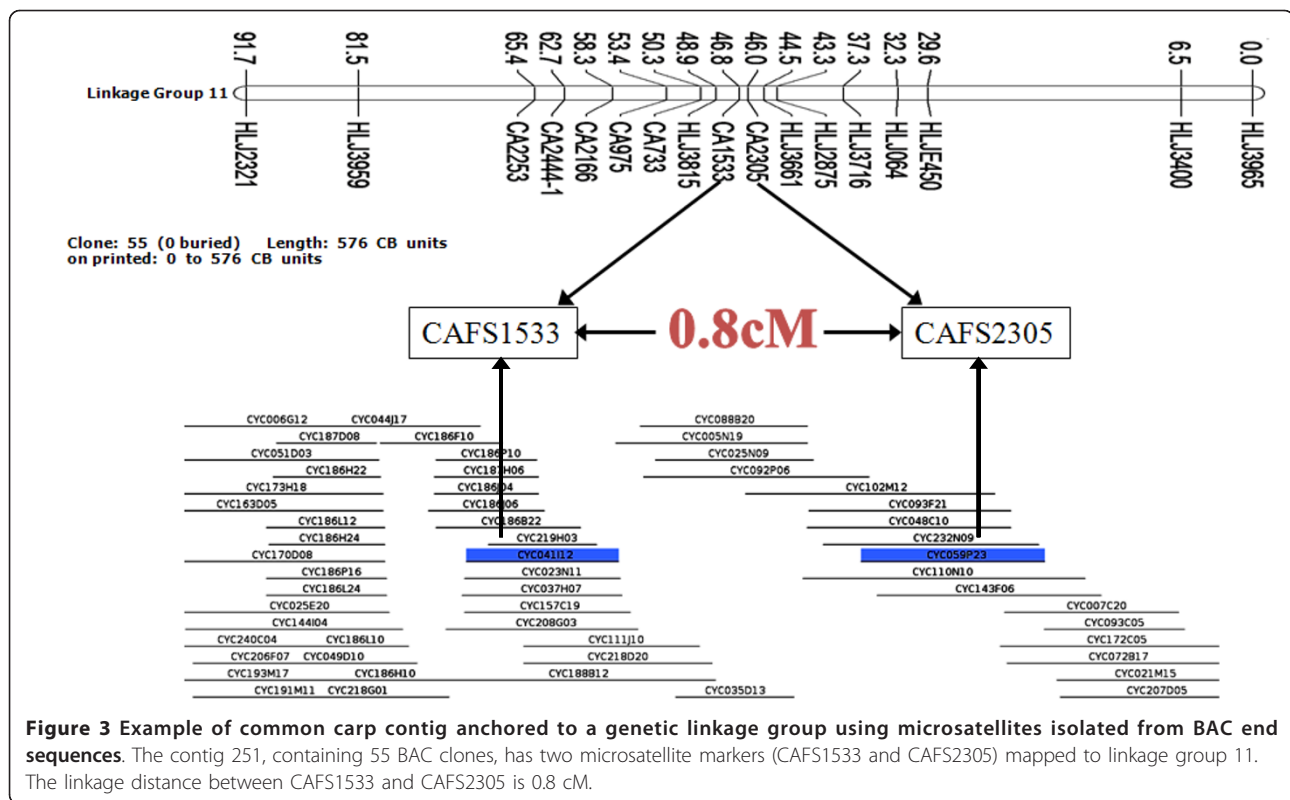 91.7 81.5 65.4 62.7 58.3 53.4 50.3 48.9 46.8 46.0 44.5 43.3 37.3 32.3 29.6 6.5 0.0
Linkage Group 11
HLJ2321 HLJ3959 CA2253 CA2444-1 CA2166 CA975 CA733 HLJ3815 CA1533 CA2305 HLJ3661 HLJ2875 HLJ3716 HLJ064 HLJE450 HLJ3400 HLJ3965
Clone: 55 (0 buried) Length: 576 CB units
on printed: 0 to 576 CB units
CAFS1533 0.8cM CAFS2305
CYC006G12 CYC044J17 CYC088B20
CYC187D08 CYC186F10 CYC005N19
CYC051D03 CYC186P10 CYC025N09
CYC186H22 CYC187H06 CYC092P06
CYC173H18 CYC186J04 CYC102M12
CYC163D05 CYC186J06 CYC093F21
CYC186L12 CYC186B22 CYC048C10
CYC186H24 CYC219H03 CYC232N09
CYC170D08 CYC041I12 CYC059P23
CYC186P16 CYC023N11 CYC110N10
CYC186L24 CYC037H07 CYC143F06
CYC025E20 CYC157C19 CYC007C20
CYC144I04 CYC208G03 CYC093C05
CYC240C04 CYC186L10 CYC111J10 CYC172C05
CYC206F07 CYC049D10 CYC218D20 CYC072B17
CYC193M17 CYC186H10 CYC188B12 CYC021M15
CYC191M11 CYC218G01 CYC035D13 CYC207D05
Figure 3 Example of common carp contig anchored to a genetic linkage group using microsatellites isolated from BAC end
sequences. The contig 251, containing 55 BAC clones, has two microsatellite markers (CAFS1533 and CAFS2305) mapped to linkage group 11.
The linkage distance between CAFS1533 and CAFS2305 is 0.8 cM.